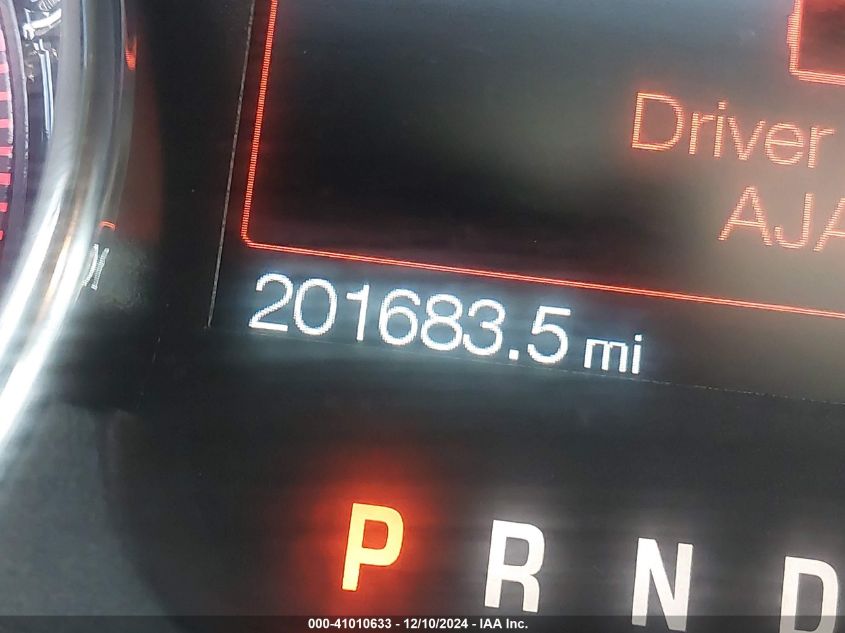 Driver
AJA
201683.5 mi
P R N D
000-41010633 - 12/10/2024 - IAA Inc.